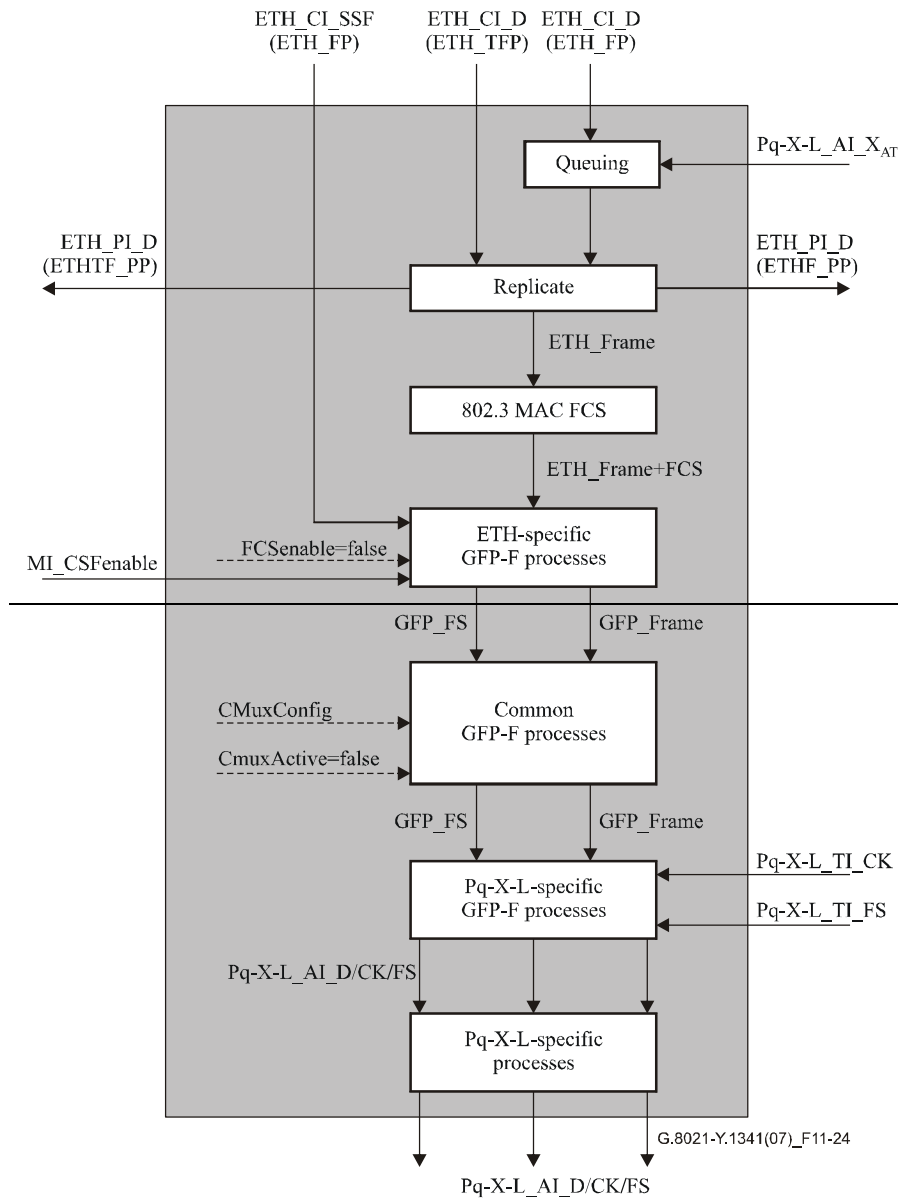 ETH_CI_SSF
(ETH_FP)
ETH_CI_D
(ETH_TFP)
ETH_CI_D
(ETH_FP)
Pq-X-L_AI_X_AT
Queuing
ETH_PI_D
(ETHTF_PP)
ETH_PI_D
(ETHF_PP)
Replicate
ETH_Frame
802.3 MAC FCS
ETH_Frame+FCS
ETH-specific
GFP-F processes
FCSenable=false
MI_CSFenable
GFP_FS
GFP_Frame
CMuxConfig
Common
GFP-F processes
CmuxActive=false
GFP_FS
GFP_Frame
Pq-X-L_TI_CK
Pq-X-L-specific
GFP-F processes
Pq-X-L_TI_FS
Pq-X-L_AI_D/CK/FS
Pq-X-L-specific
processes
G.8021-Y.1341(07)_F11-24
Pq-X-L_AI_D/CK/FS